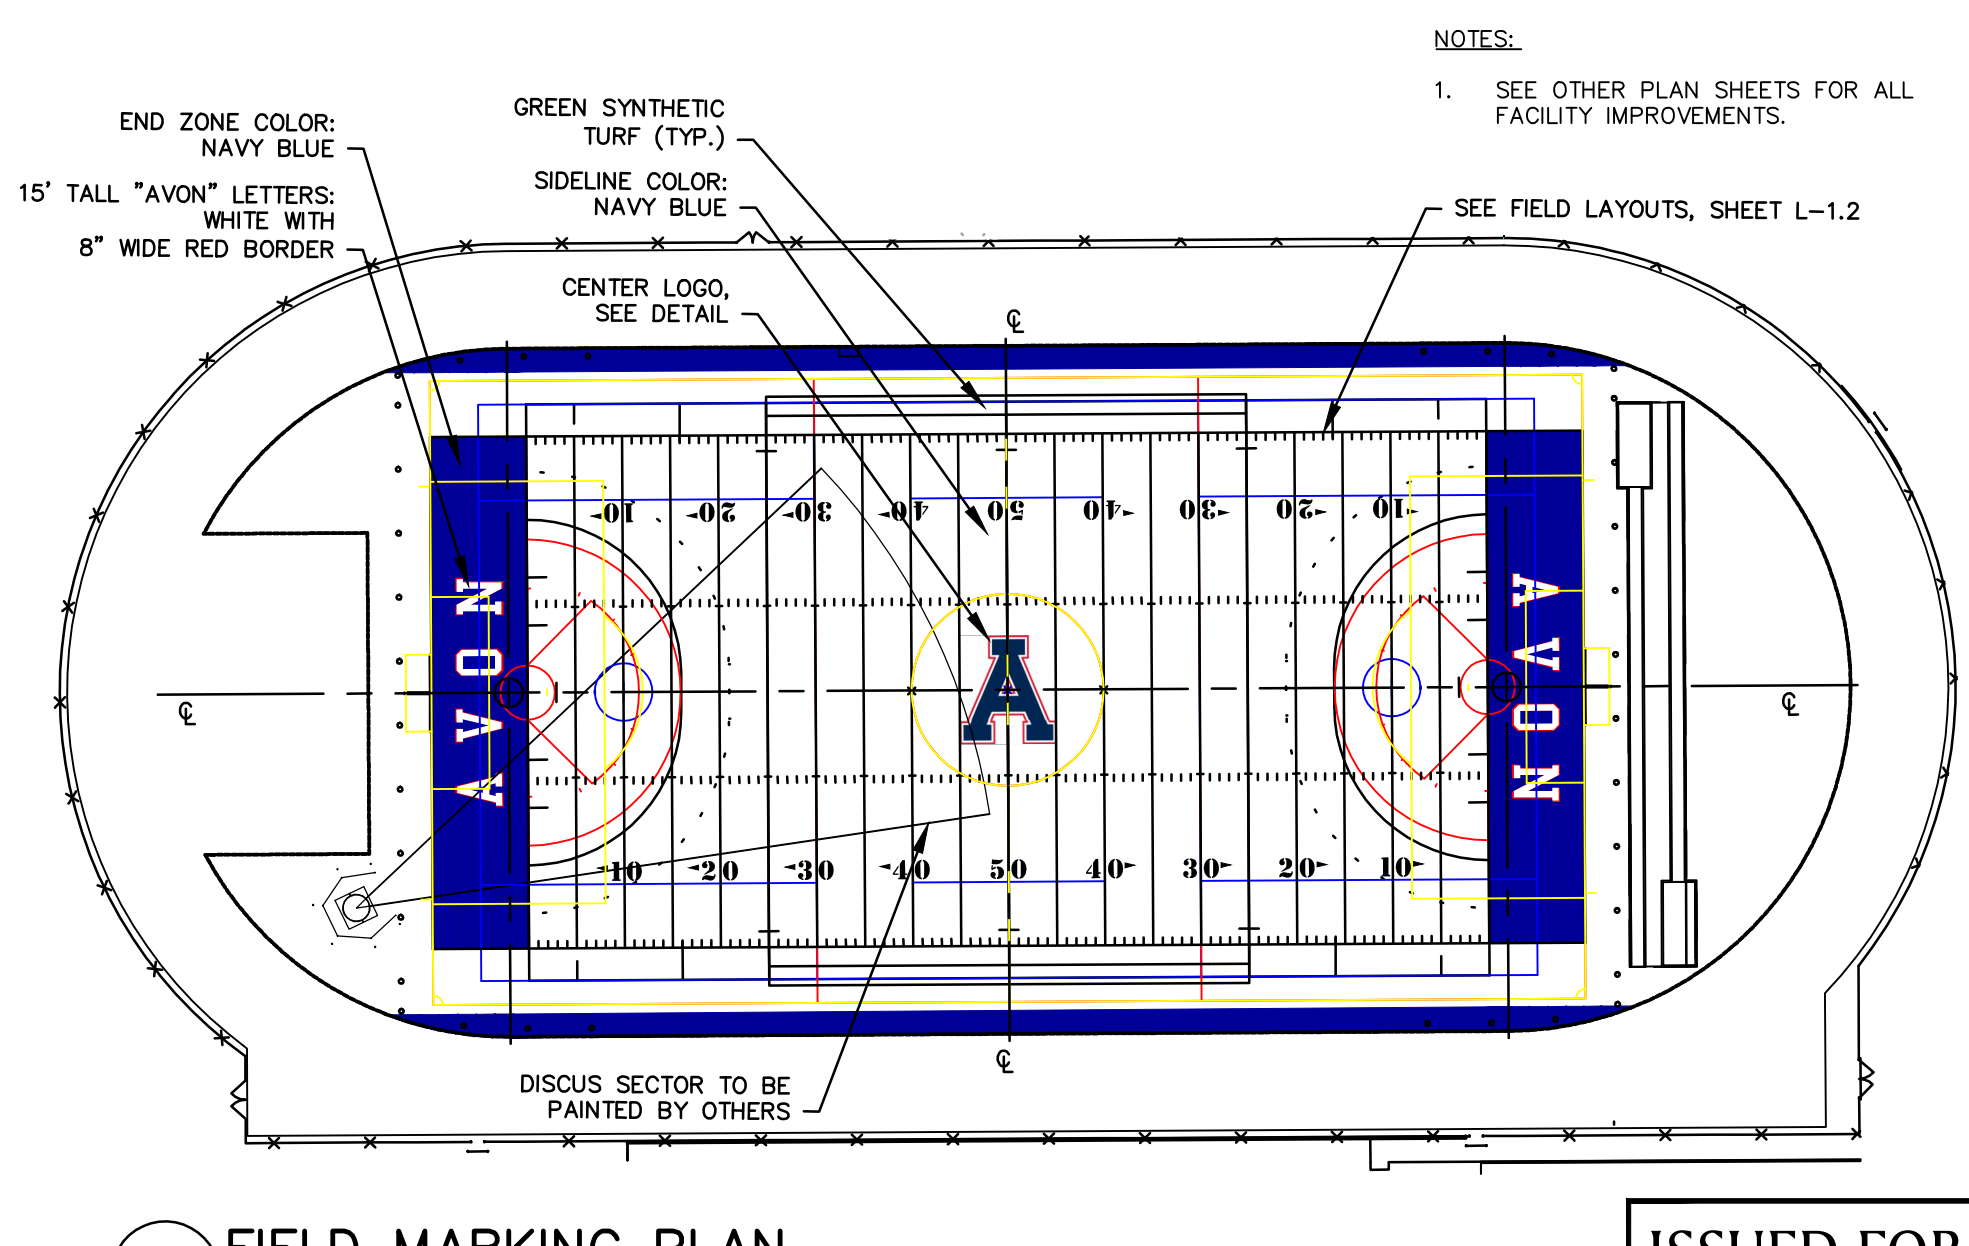 NOTES:
1. SEE OTHER PLAN SHEETS FOR ALL
FACILITY IMPROVEMENTS.
GREEN SYNTHETIC
TURF (TYP.)
END ZONE COLOR:
NAVY BLUE
SIDELINE COLOR:
NAVY BLUE
15' TALL "AVON" LETTERS:
WHITE WITH
8" WIDE RED BORDER
SEE FIELD LAYOUTS, SHEET L-1.2
CENTER LOGO,
SEE DETAIL
℄
10 20 30 40 50 40 30 20 10
AVON
A
AVON
℄
℄
10 20 30 40 50 40 30 20 10
℄
DISCUS SECTOR TO BE
PAINTED BY OTHERS
FIELD MARKING PLAN
ISSUED FOR